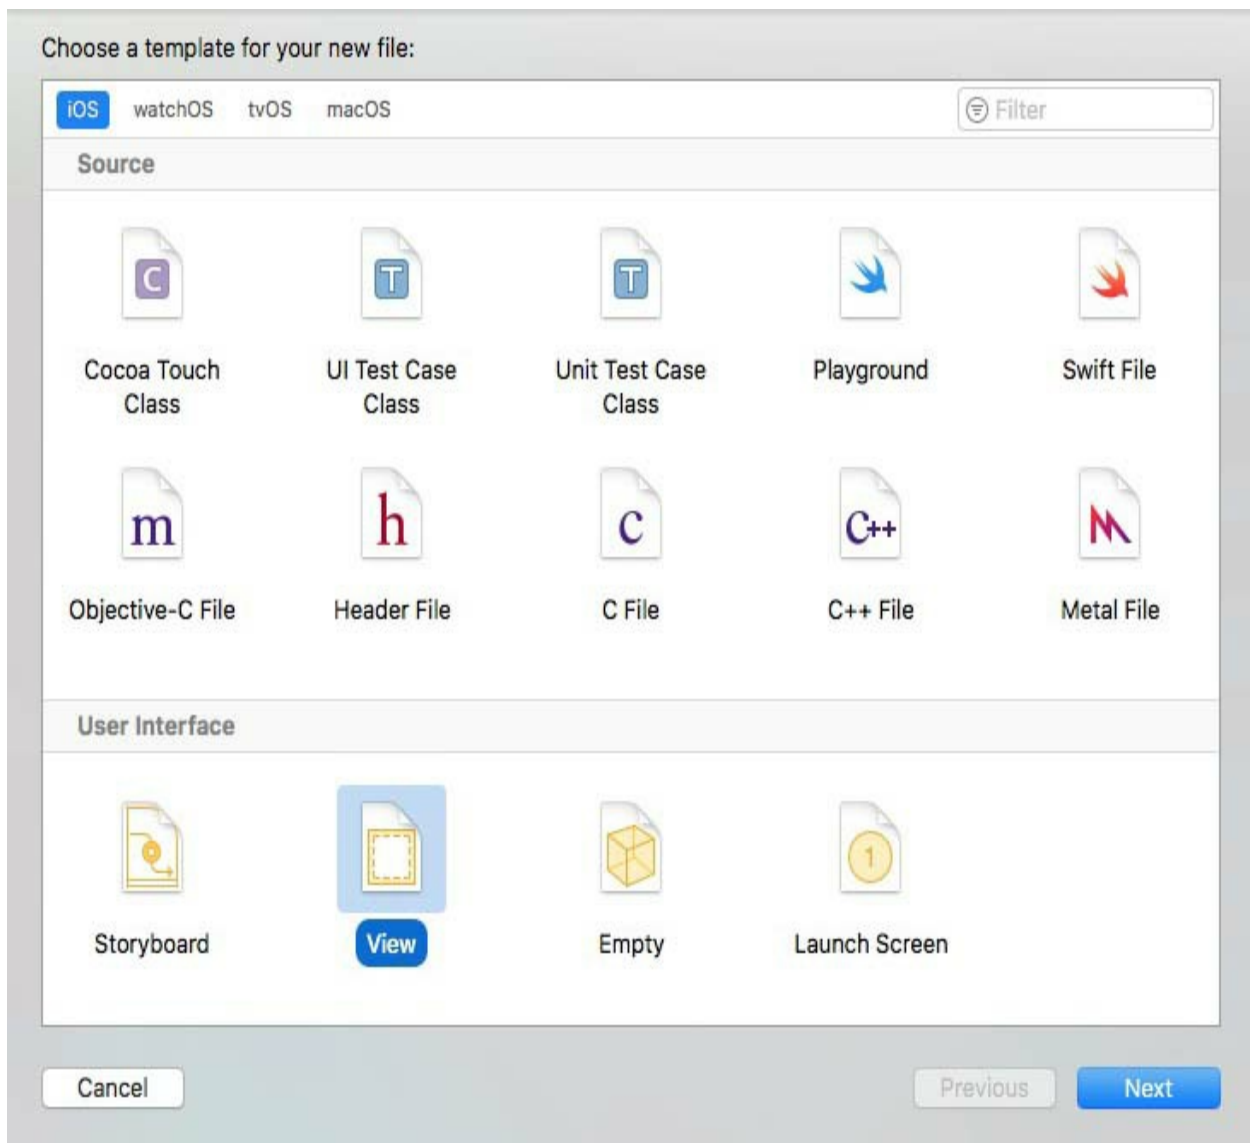 Choose a template for your new file:
iOS watchOS tvOS macOS Filter
Source
C T T
Cocoa Touch Class UI Test Case Class Unit Test Case Class Playground Swift File
m h c C++
Objective-C File Header File C File C++ File Metal File
User Interface
1
Storyboard View Empty Launch Screen
Cancel Previous Next